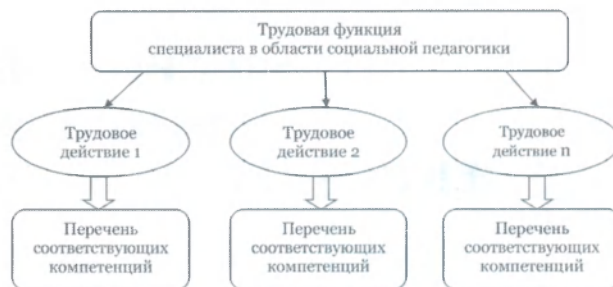 Трудовая функция
специалиста в области социальной педагогики
Трудовое
действие 1
Трудовое
действие 2
Трудовое
действие n
Перечень
соответствующих
компетенций
Перечень
соответствующих
компетенций
Перечень
соответствующих
компетенций